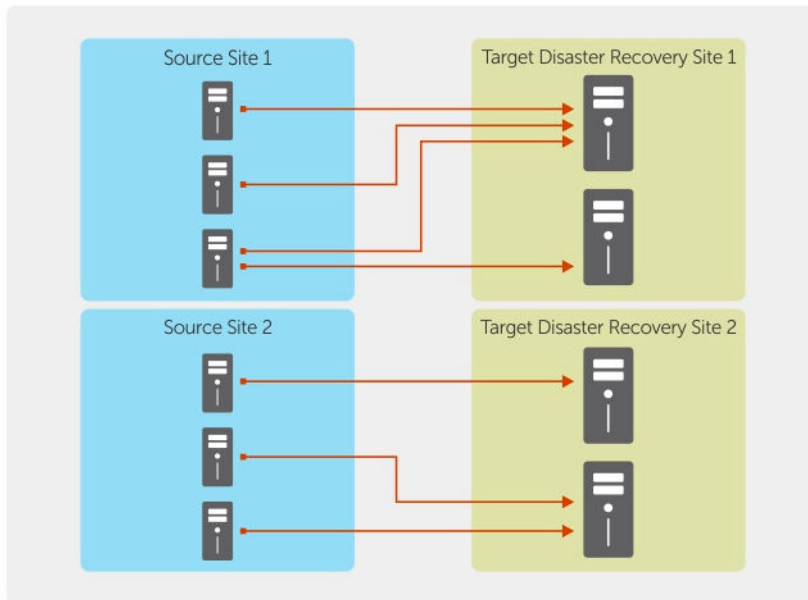 Source Site 1
Target Disaster Recovery Site 1
Source Site 2
Target Disaster Recovery Site 2